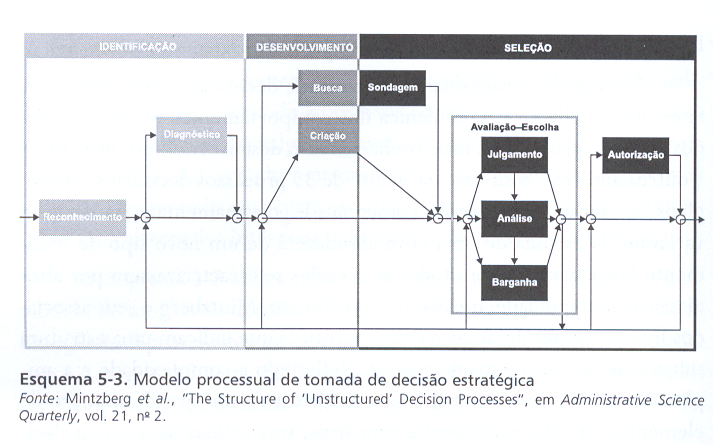 IDENTIFICAÇÃO
DESENVOLVIMENTO
SELEÇÃO
Busca
Sondagem
Diagnóstico
Criação
Avaliação–Escolha
Julgamento
Autorização
Reconhecimento
Análise
Barganha
Esquema 5-3. Modelo processual de tomada de decisão estratégica
Fonte: Mintzberg et al., “The Structure of ‘Unstructured’ Decision Processes”, em Administrative Science
Quarterly, vol. 21, nº 2.